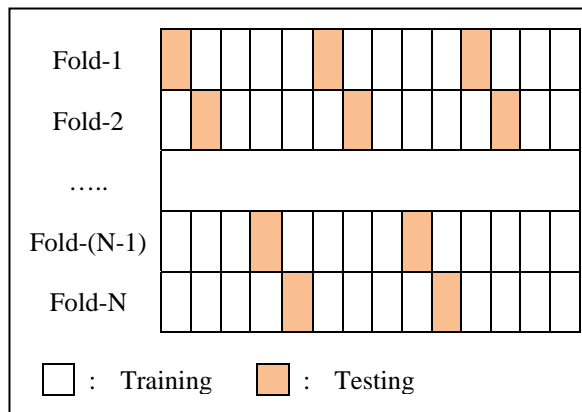 Fold-1
Fold-2
.....
Fold-(N-1)
Fold-N
: Training : Testing